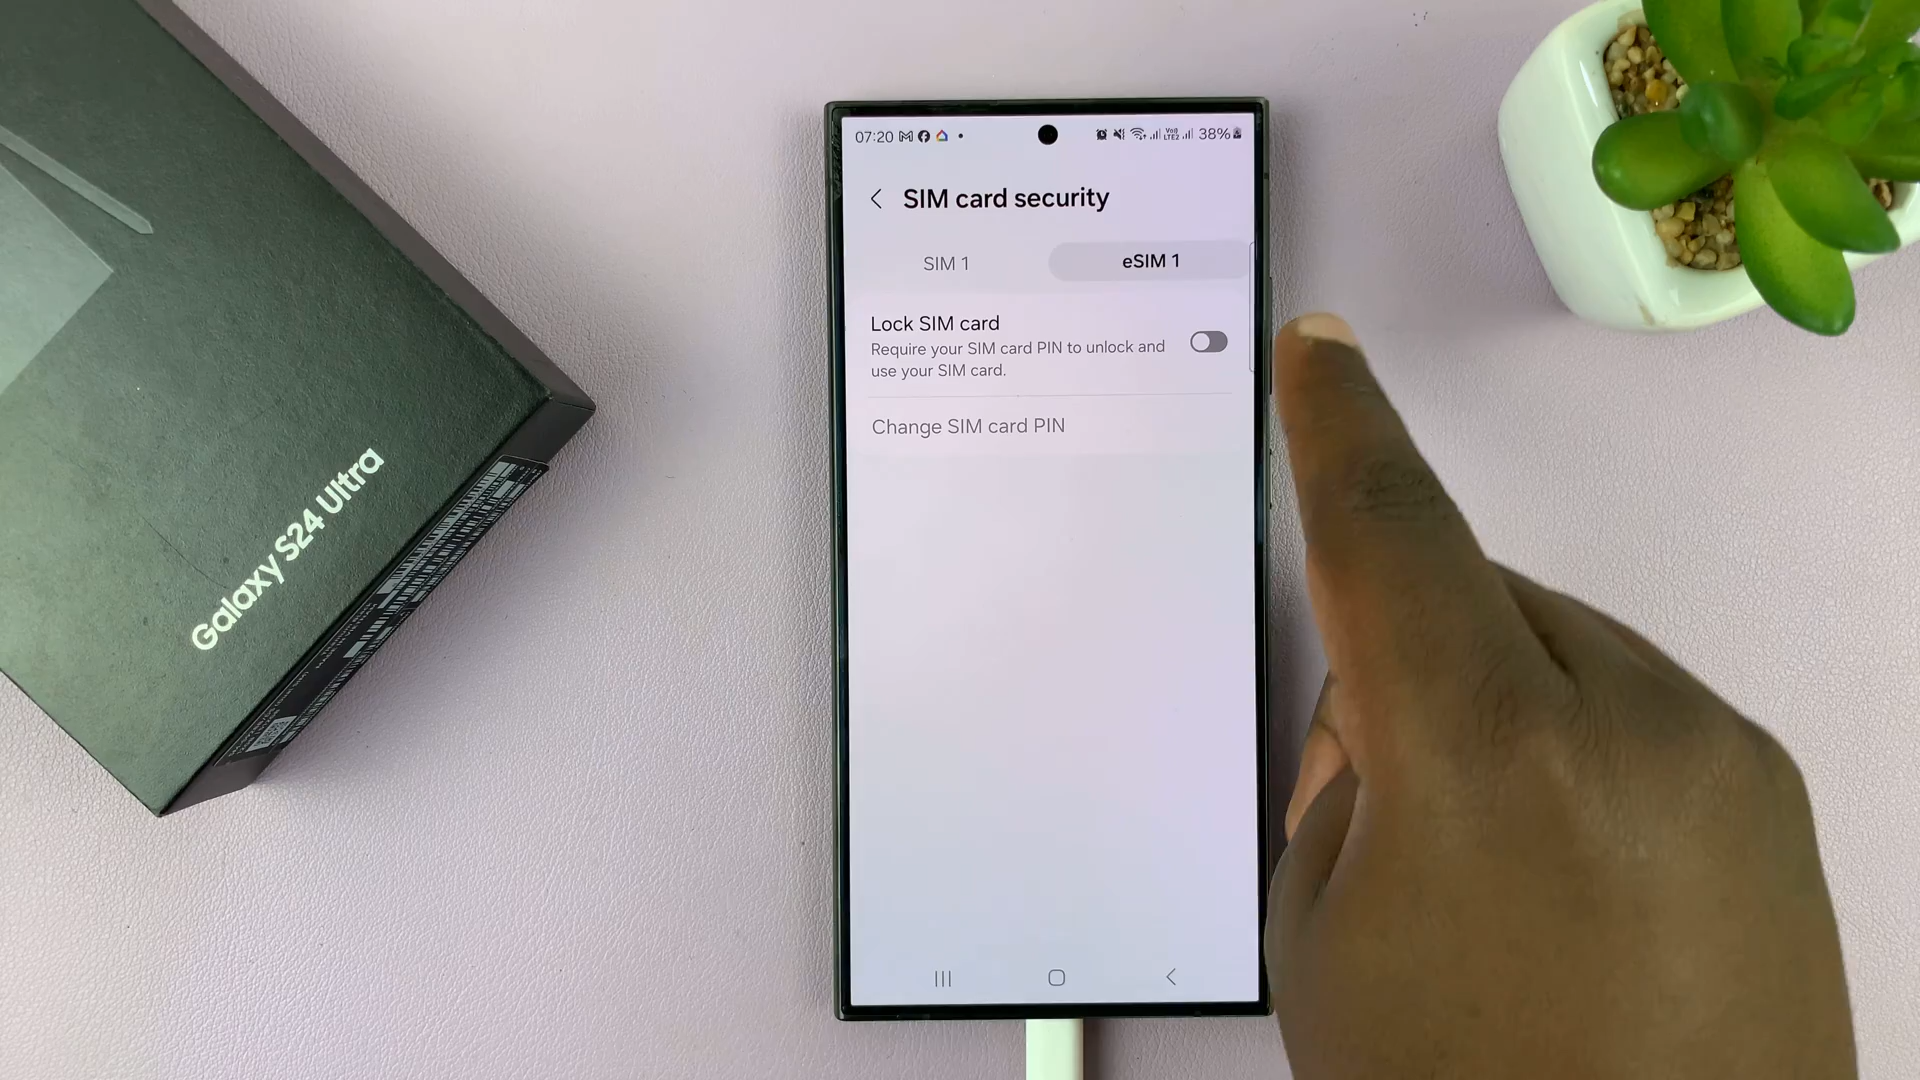 07:20
38%
SIM card security
SIM 1
eSIM 1
Lock SIM card
Require your SIM card PIN to unlock and
use your SIM card.
Change SIM card PIN
Galaxy S24 Ultra